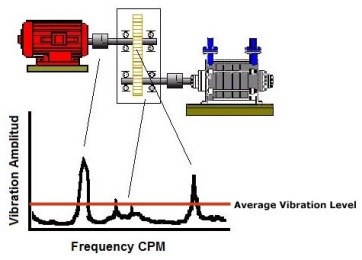 Vibration Amplitud
Average Vibration Level
Frequency CPM